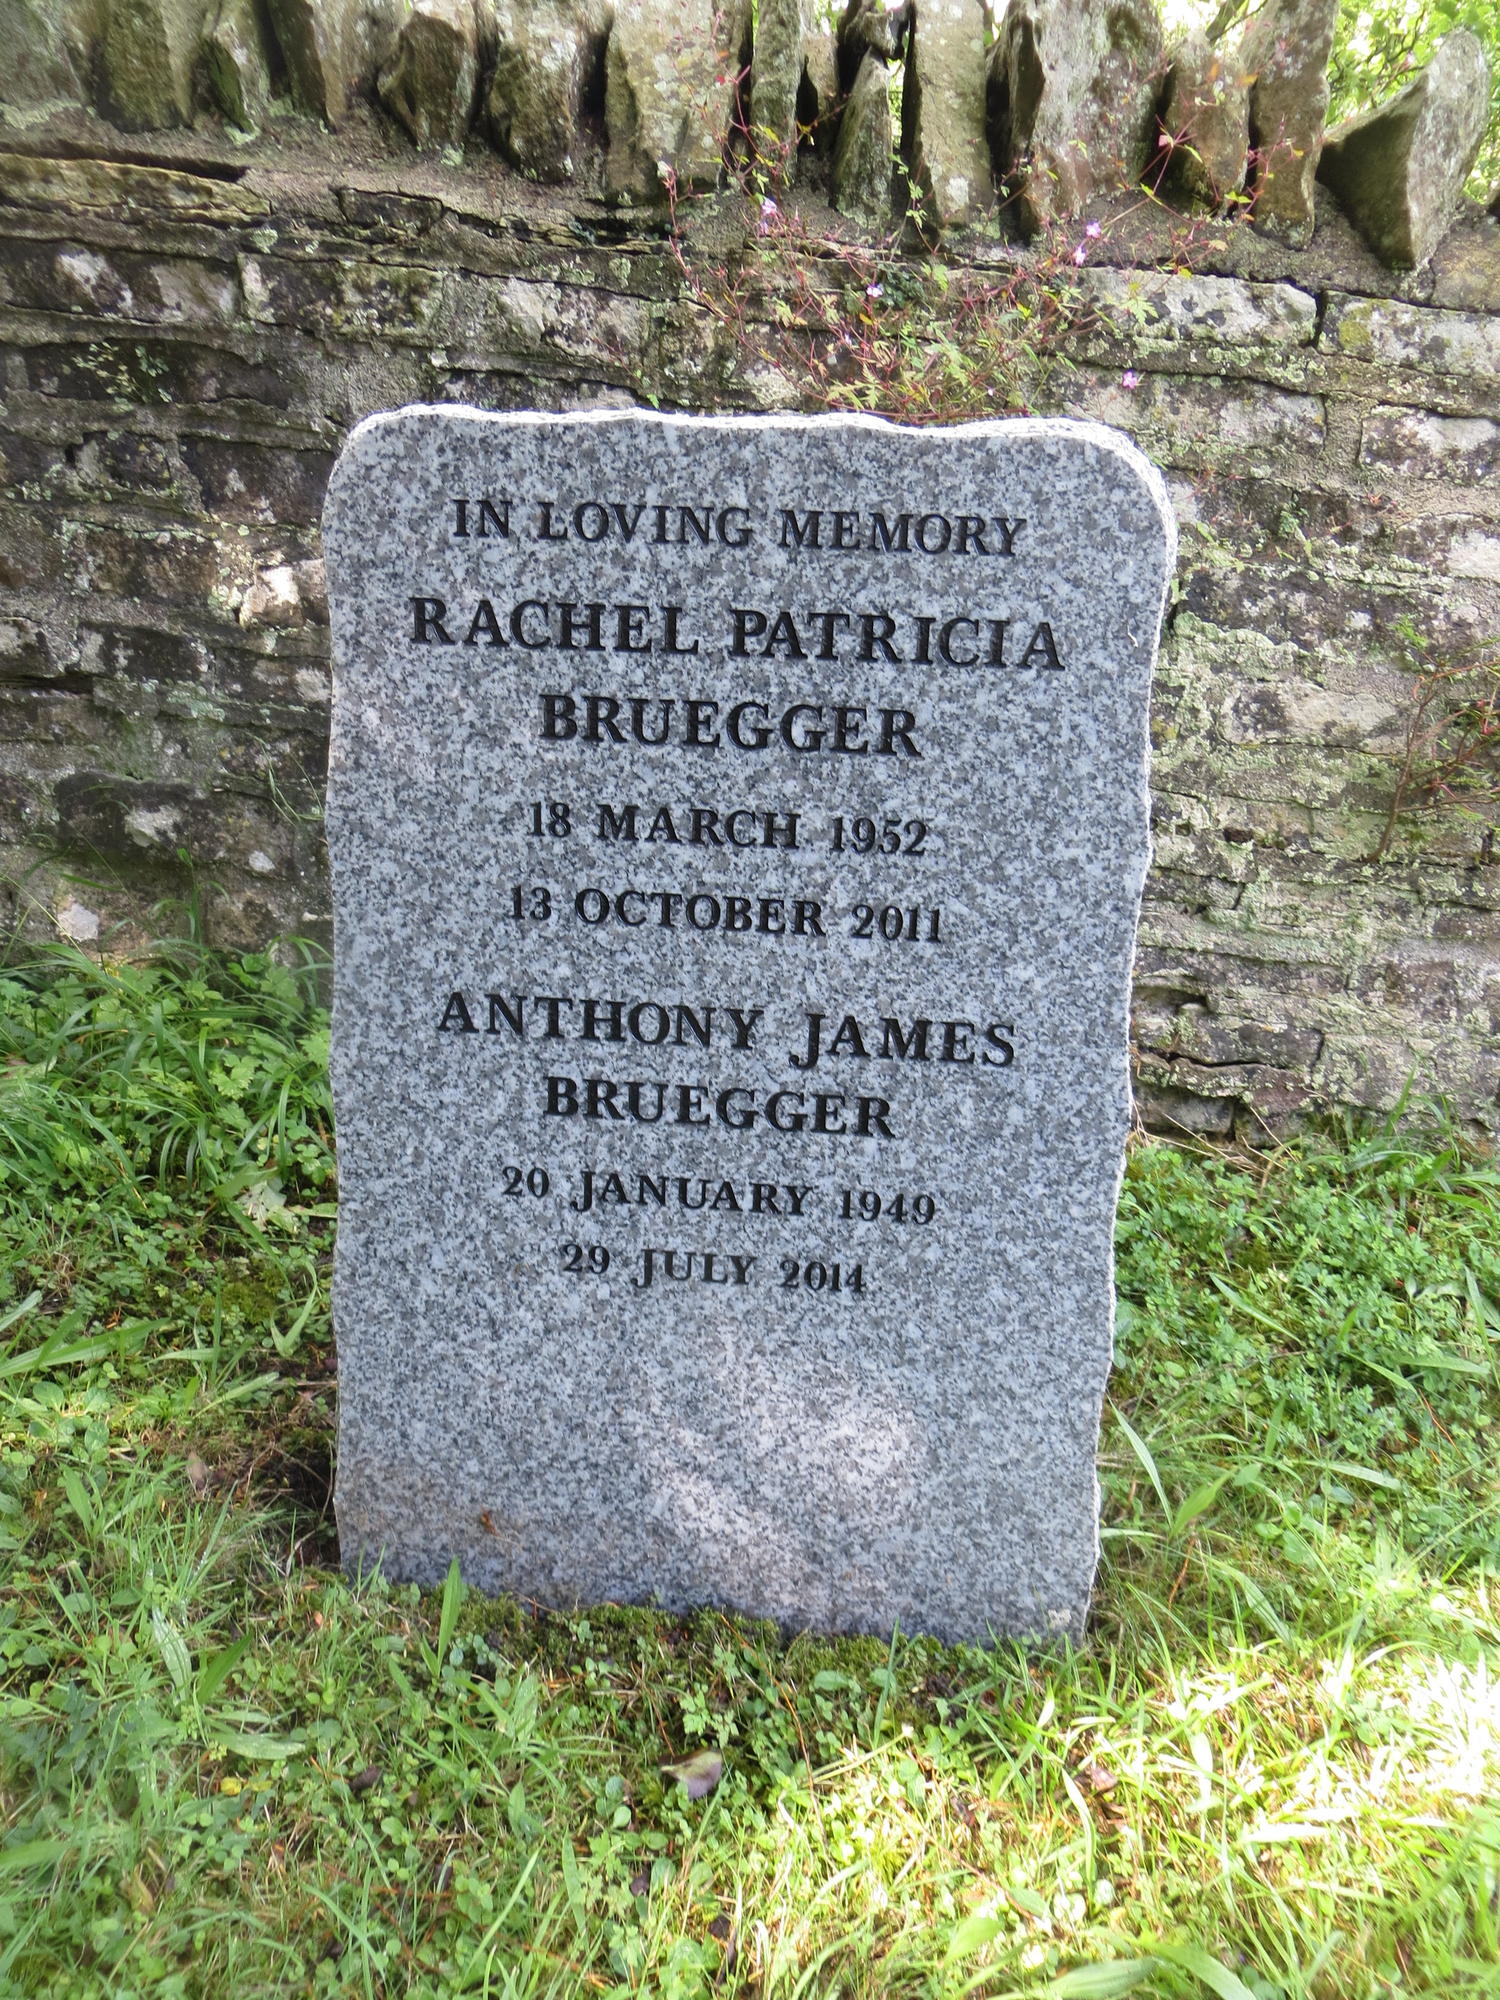 IN LOVING MEMORY
RACHEL PATRICIA
BRUEGGER
18 MARCH 1952
13 OCTOBER 2011
ANTHONY JAMES
BRUEGGER
20 JANUARY 1949
29 JULY 2014